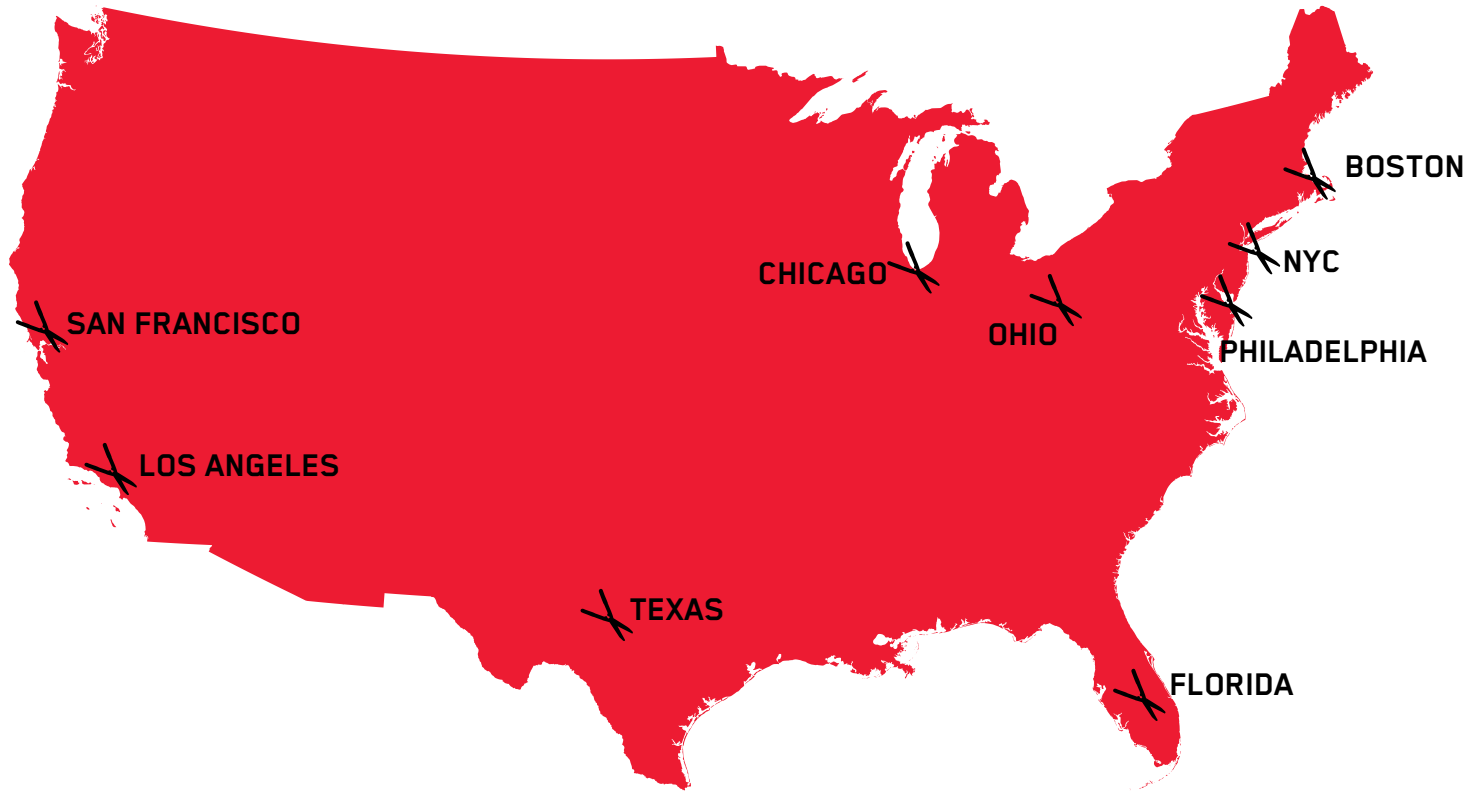 BOSTON
NYC
CHICAGO
SAN FRANCISCO
OHIO
PHILADELPHIA
LOS ANGELES
TEXAS
FLORIDA